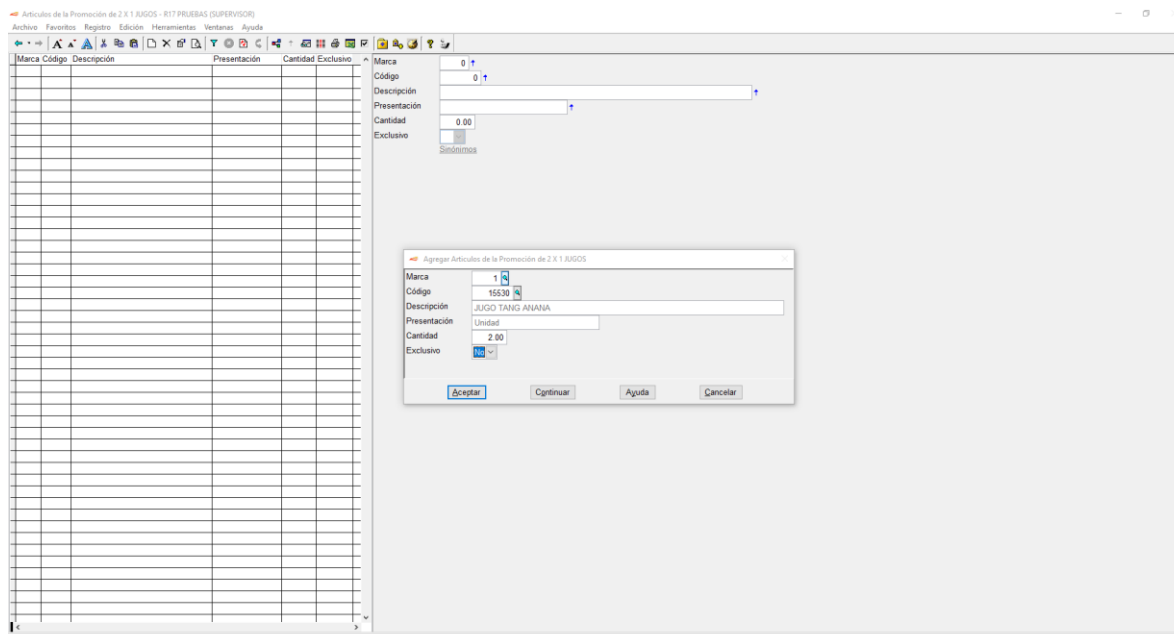 Articulos de la Promoción de 2 X 1 JUGOS - R17 PRUEBAS (SUPERVISOR)
Archivo Favoritos Registro Edición Herramientas Ventanas Ayuda
Marca Código Descripción Presentación Cantidad Exclusivo
Marca 0
Código 0
Descripción
Presentación
Cantidad 0.00
Exclusivo
Sinónimos
Agregar Articulos de la Promoción de 2 X 1 JUGOS
Marca 1
Código 15530
Descripción JUGO TANG ANANA
Presentación Unidad
Cantidad 2.00
Exclusivo No
Aceptar Continuar Ayuda Cancelar